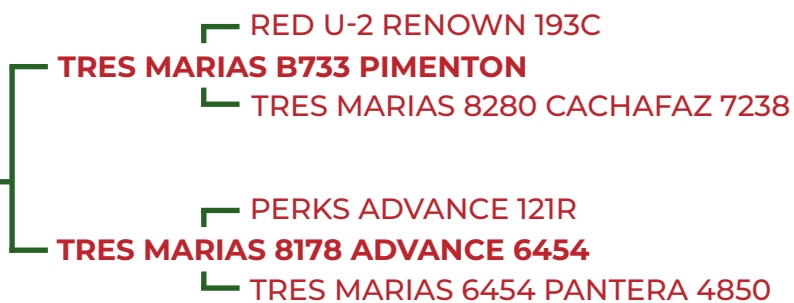 RED U-2 RENOWN 193C
TRES MARIAS B733 PIMENTON
TRES MARIAS 8280 CACHAFAZ 7238
PERKS ADVANCE 121R
TRES MARIAS 8178 ADVANCE 6454
TRES MARIAS 6454 PANTERA 4850